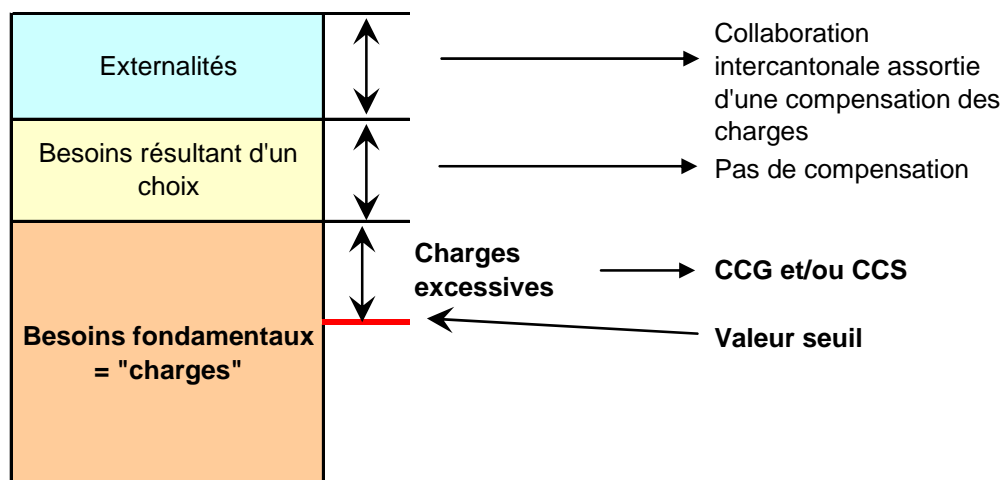 Externalités
Collaboration
intercantonale assortie
d'une compensation des
charges
Besoins résultant d'un
choix
Pas de compensation
Charges
excessives
CCG et/ou CCS
Besoins fondamentaux
= "charges"
Valeur seuil